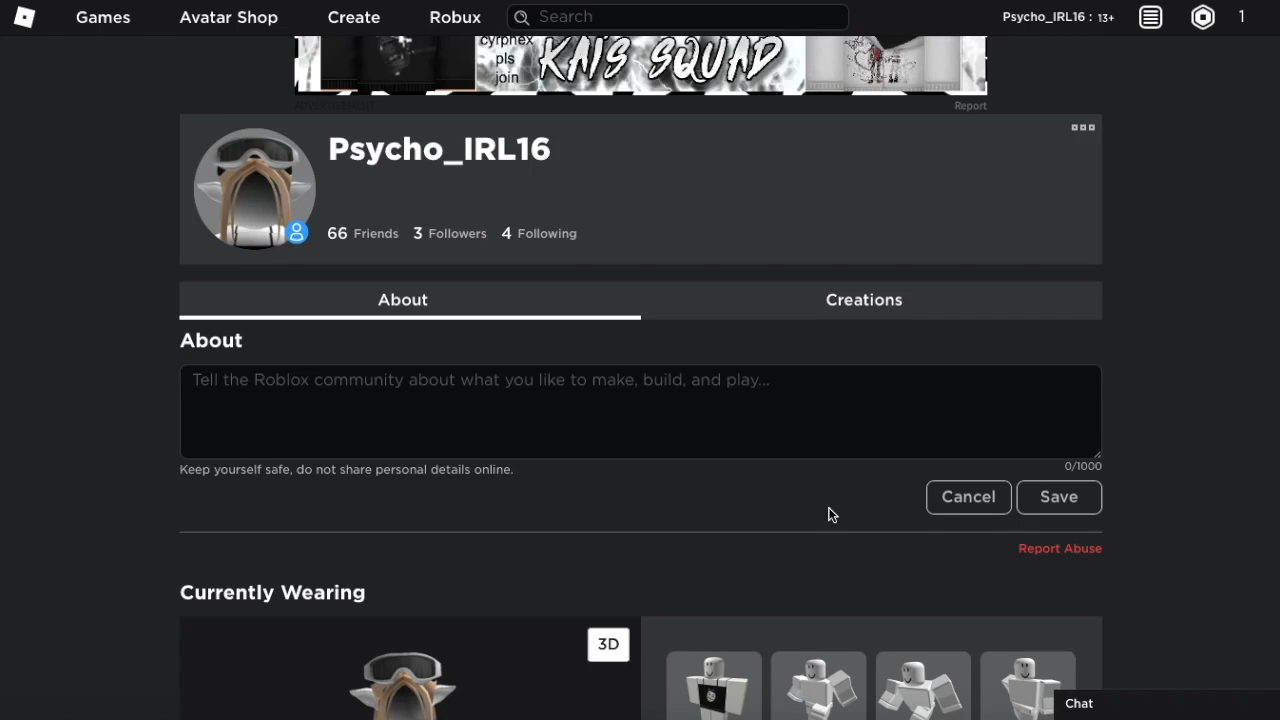 Games Avatar Shop Create Robux Search Psycho_IRL16 : 13+ 1
cyrphex
pls
join
KAIS SQUAD
ADVERTISEMENT Report
Psycho_IRL16
66 Friends 3 Followers 4 Following
About Creations
About
Tell the Roblox community about what you like to make, build, and play...
Keep yourself safe, do not share personal details online. 0/1000
Cancel Save
Report Abuse
Currently Wearing
3D
Chat